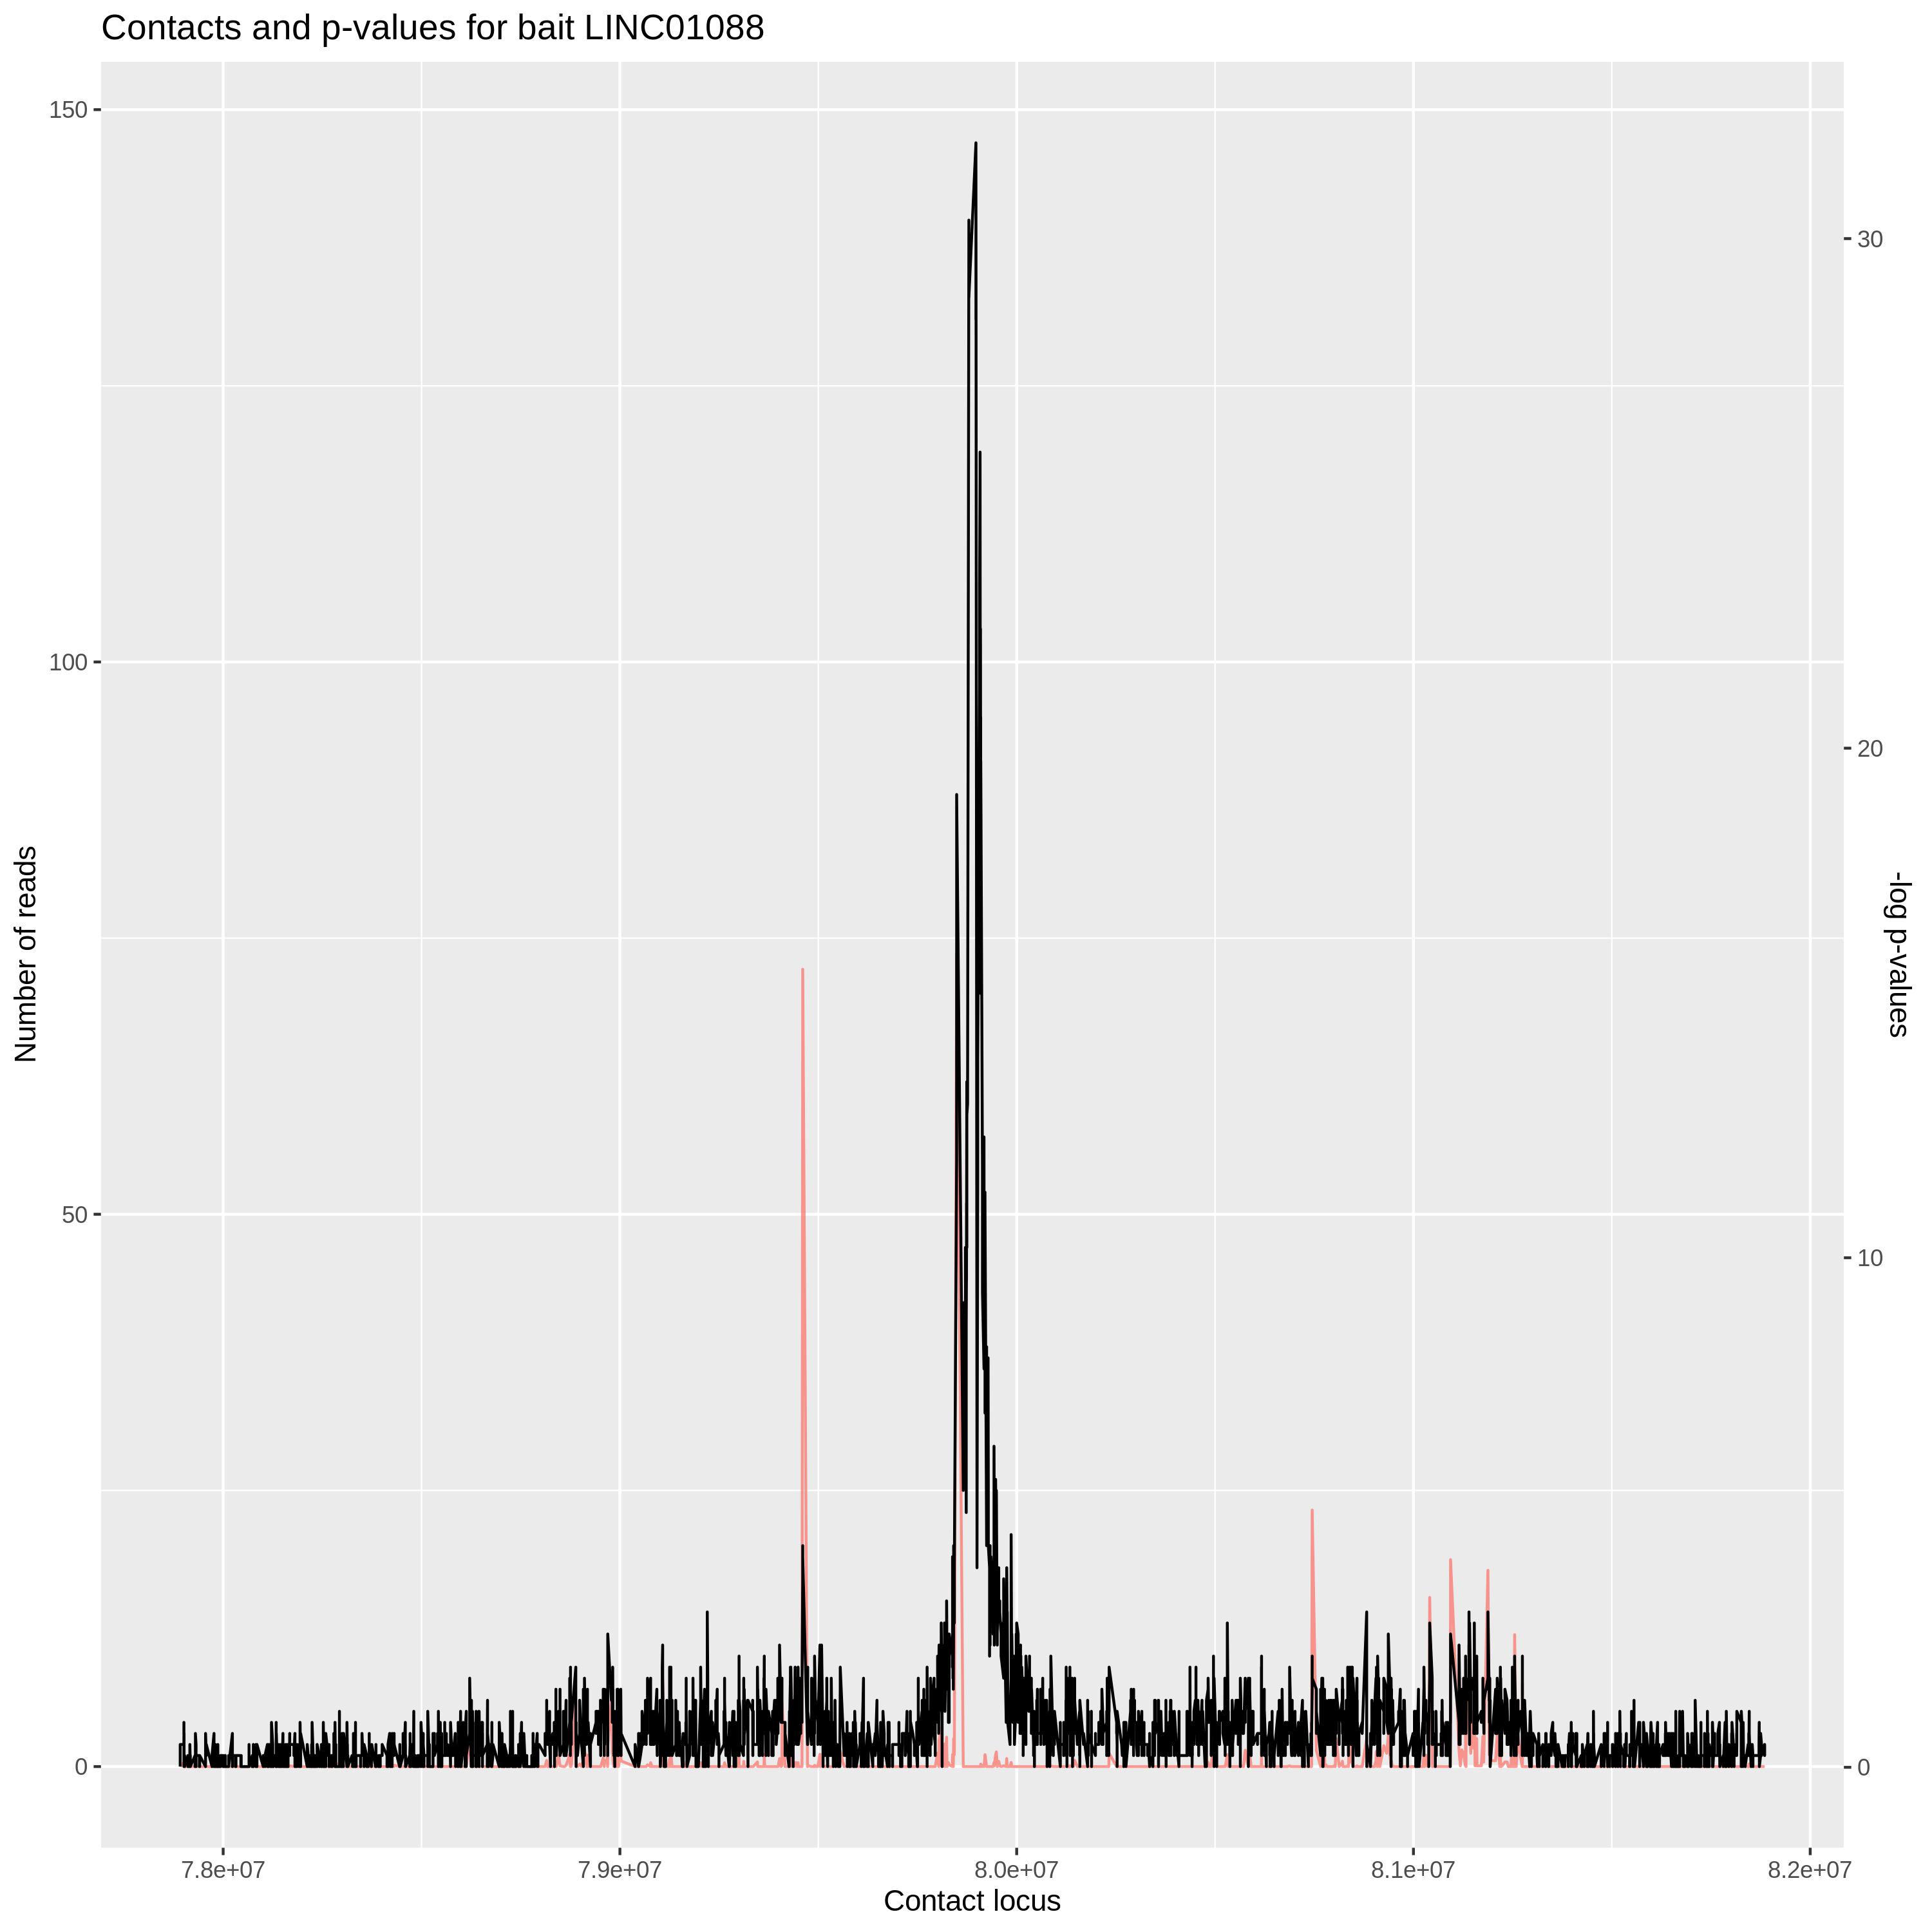 Contacts and p-values for bait LINC01088
150
100
50
0
30
20
10
0
Number of reads
-log p-values
7.8e+07
7.9e+07
8.0e+07
8.1e+07
8.2e+07
Contact locus